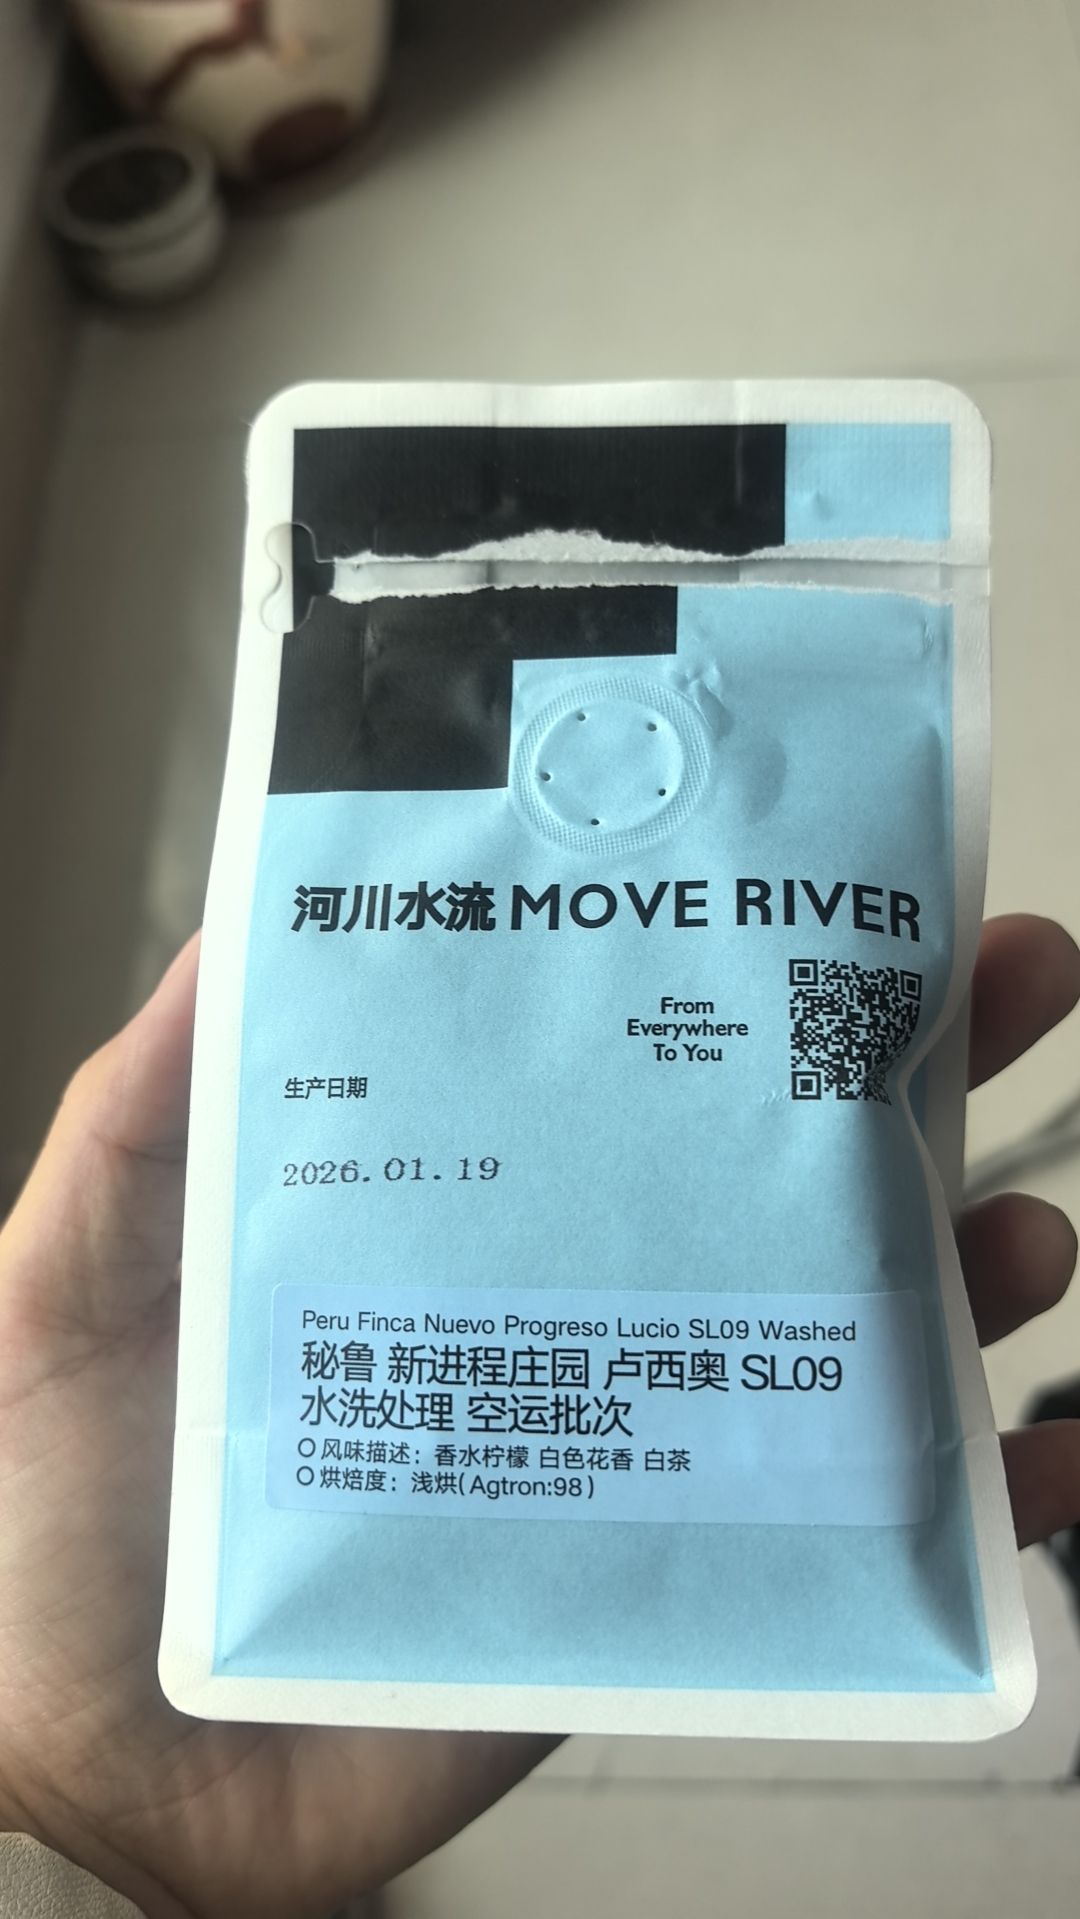 河川水流 MOVE RIVER
From
Everywhere
To You
生产日期
2026.01.19
Peru Finca Nuevo Progreso Lucio SL09 Washed
秘鲁 新进程庄园 卢西奥 SL09
水洗处理 空运批次
风味描述：香水柠檬 白色花香 白茶
烘焙度：浅烘(Agtron:98)